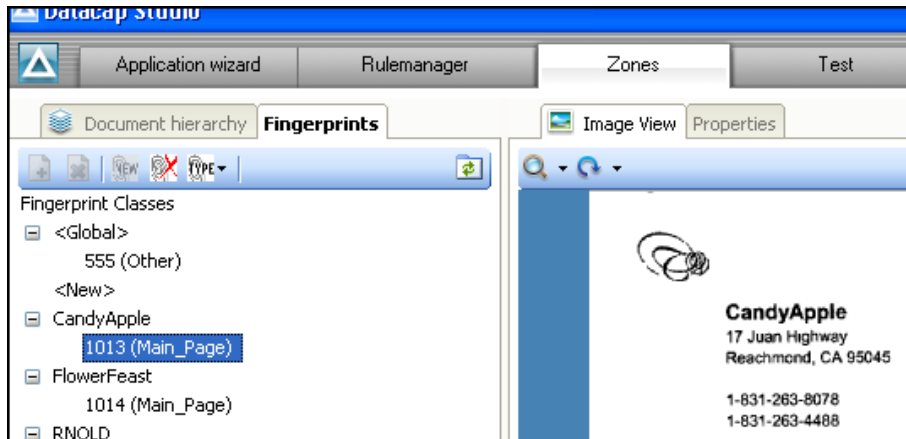 Datacap Studio
Application wizard Rulemanager Zones Test
Document hierarchy Fingerprints
Image View Properties
NEW TYPE
Fingerprint Classes
<Global>
555 (Other)
<New>
CandyApple
1013 (Main_Page)
FlowerFeast
1014 (Main_Page)
RNOLD
CandyApple
17 Juan Highway
Reachmond, CA 95045
1-831-263-8078
1-831-263-4488